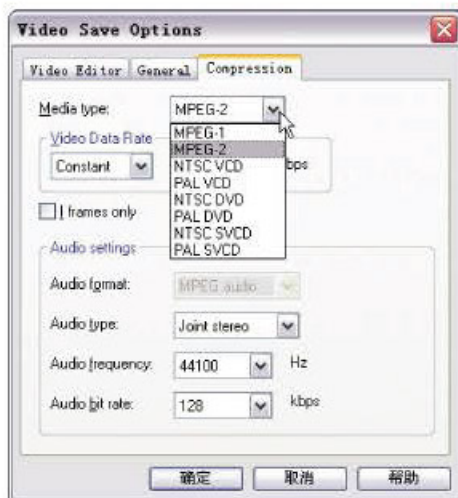 Video Save Options
Video Editor General Compression
Media type: MPEG-2
MPEG-1
MPEG-2
NTSC VCD
PAL VCD
NTSC DVD
PAL DVD
NTSC SVCD
PAL SVCD
Video Data Rate
Constant kbps
I frames only
Audio settings
Audio format: MPEG audio
Audio type: Joint stereo
Audio frequency: 44100 Hz
Audio bit rate: 128 kbps
确定 取消 帮助